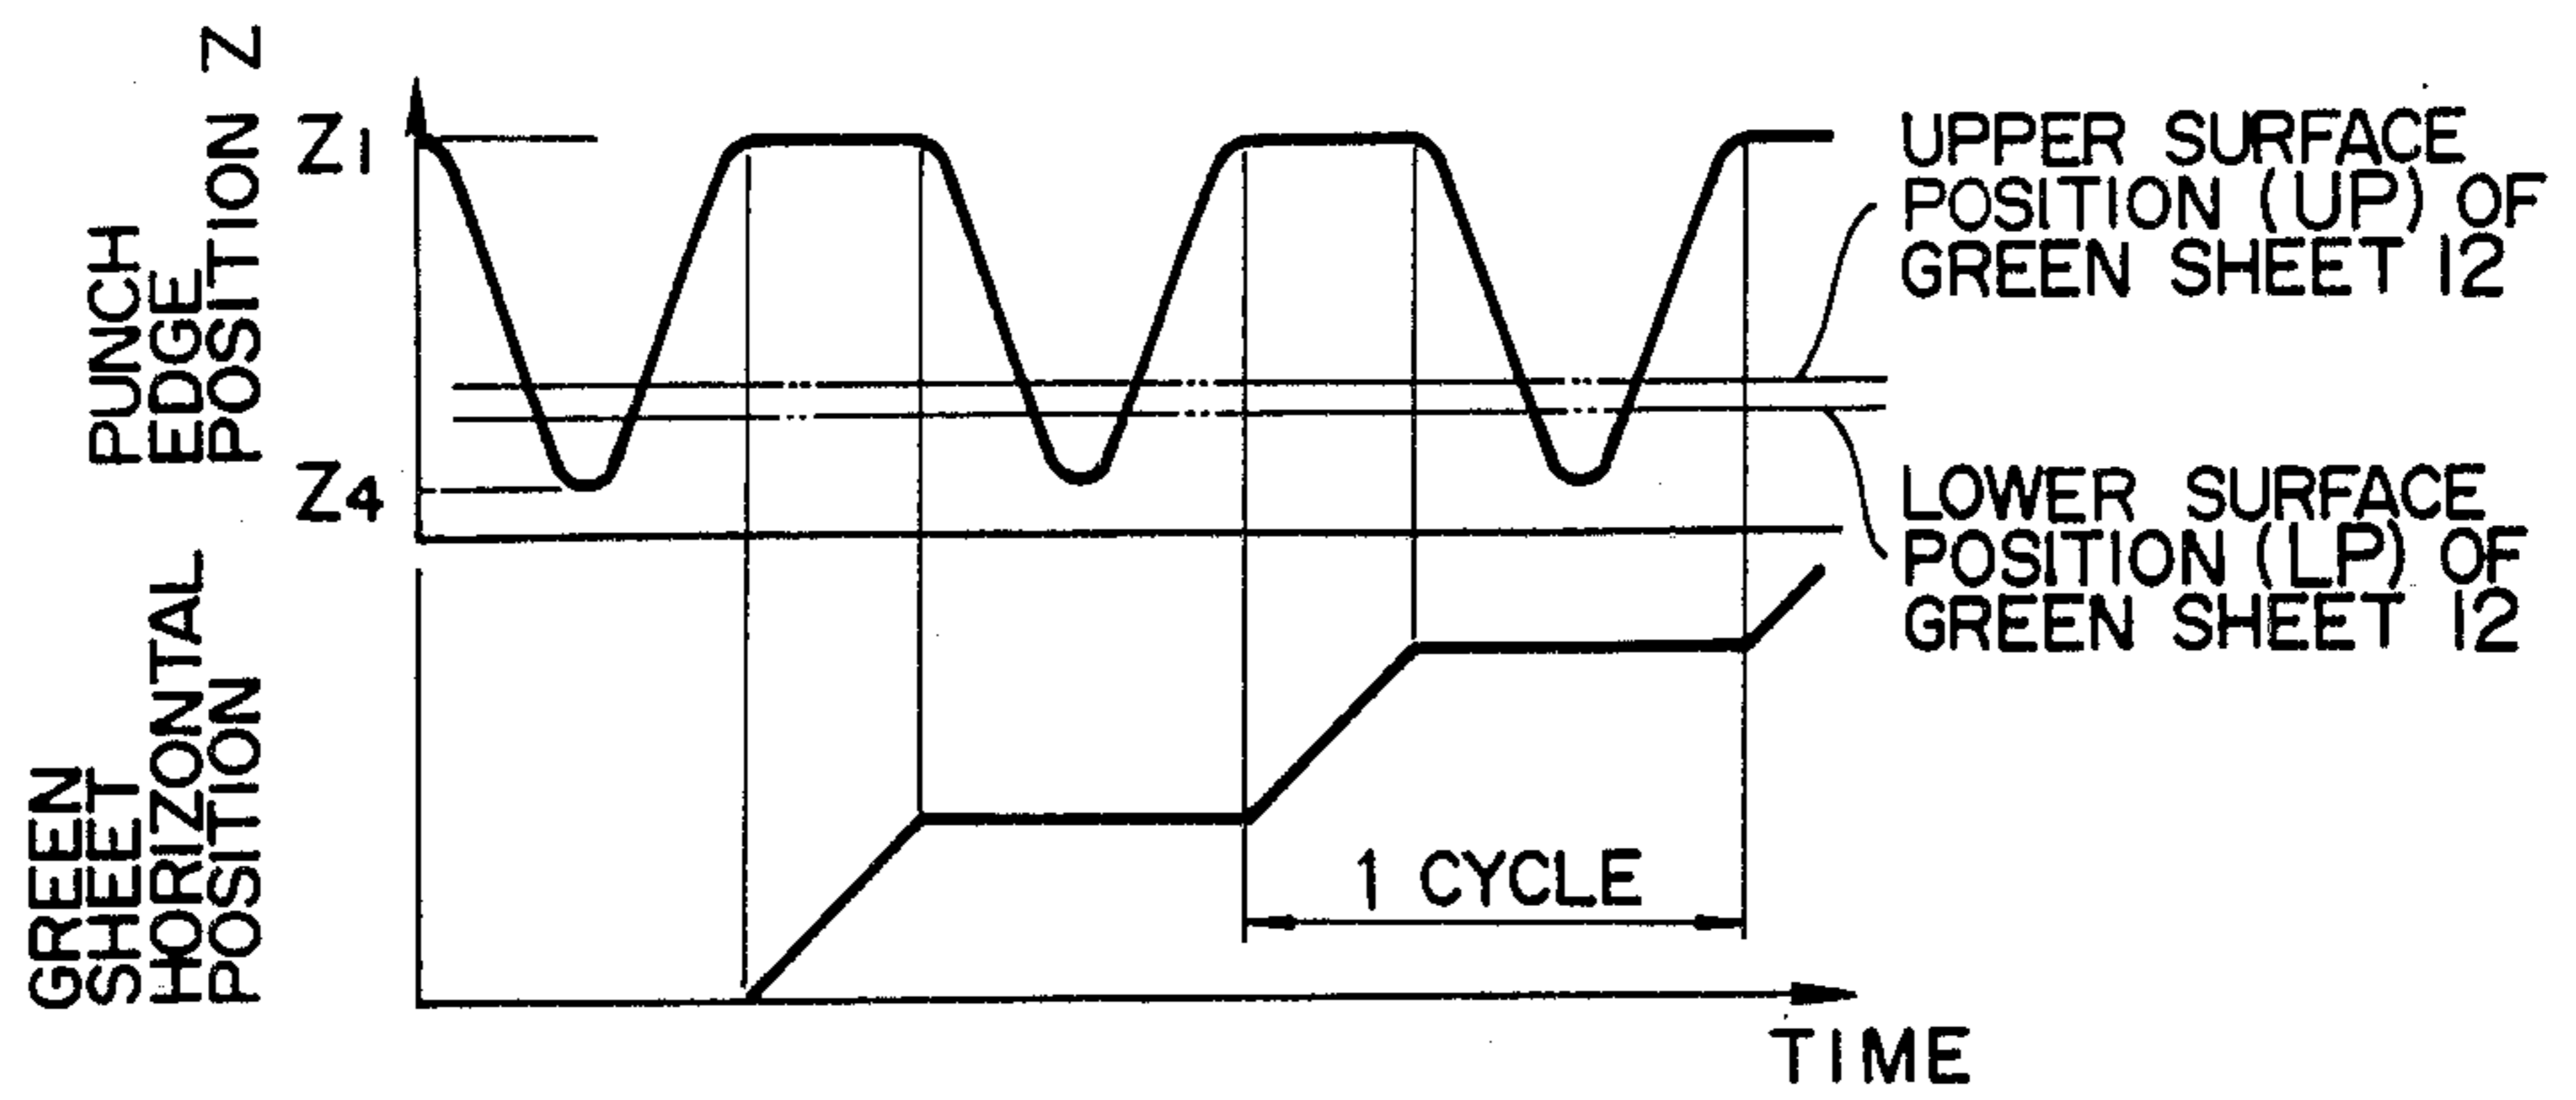 PUNCH
EDGE
POSITION Z
Z1
Z4
UPPER SURFACE
POSITION (UP) OF
GREEN SHEET 12
LOWER SURFACE
POSITION (LP) OF
GREEN SHEET 12
GREEN
SHEET
HORIZONTAL
POSITION
1 CYCLE
TIME